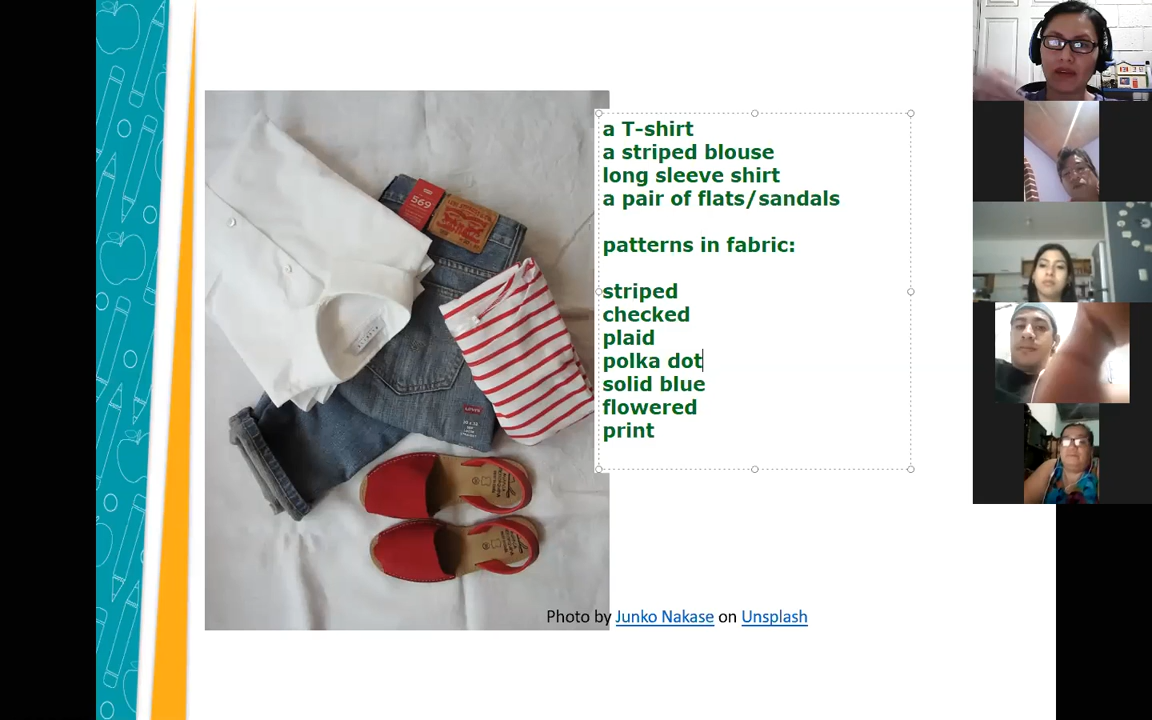 a T-shirt
a striped blouse
long sleeve shirt
a pair of flats/sandals
patterns in fabric:
striped
checked
plaid
polka dot
solid blue
flowered
print
569
Photo by Junko Nakase on Unsplash